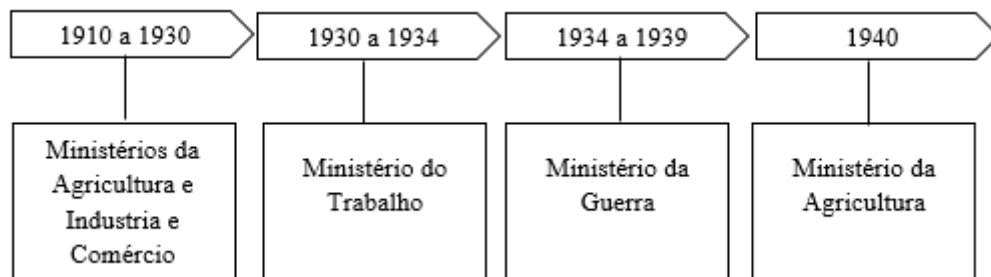 1910 a 1930
1930 a 1934
1934 a 1939
1940
Ministérios da
Agricultura e
Industria e
Comércio
Ministério do
Trabalho
Ministério da
Guerra
Ministério da
Agricultura